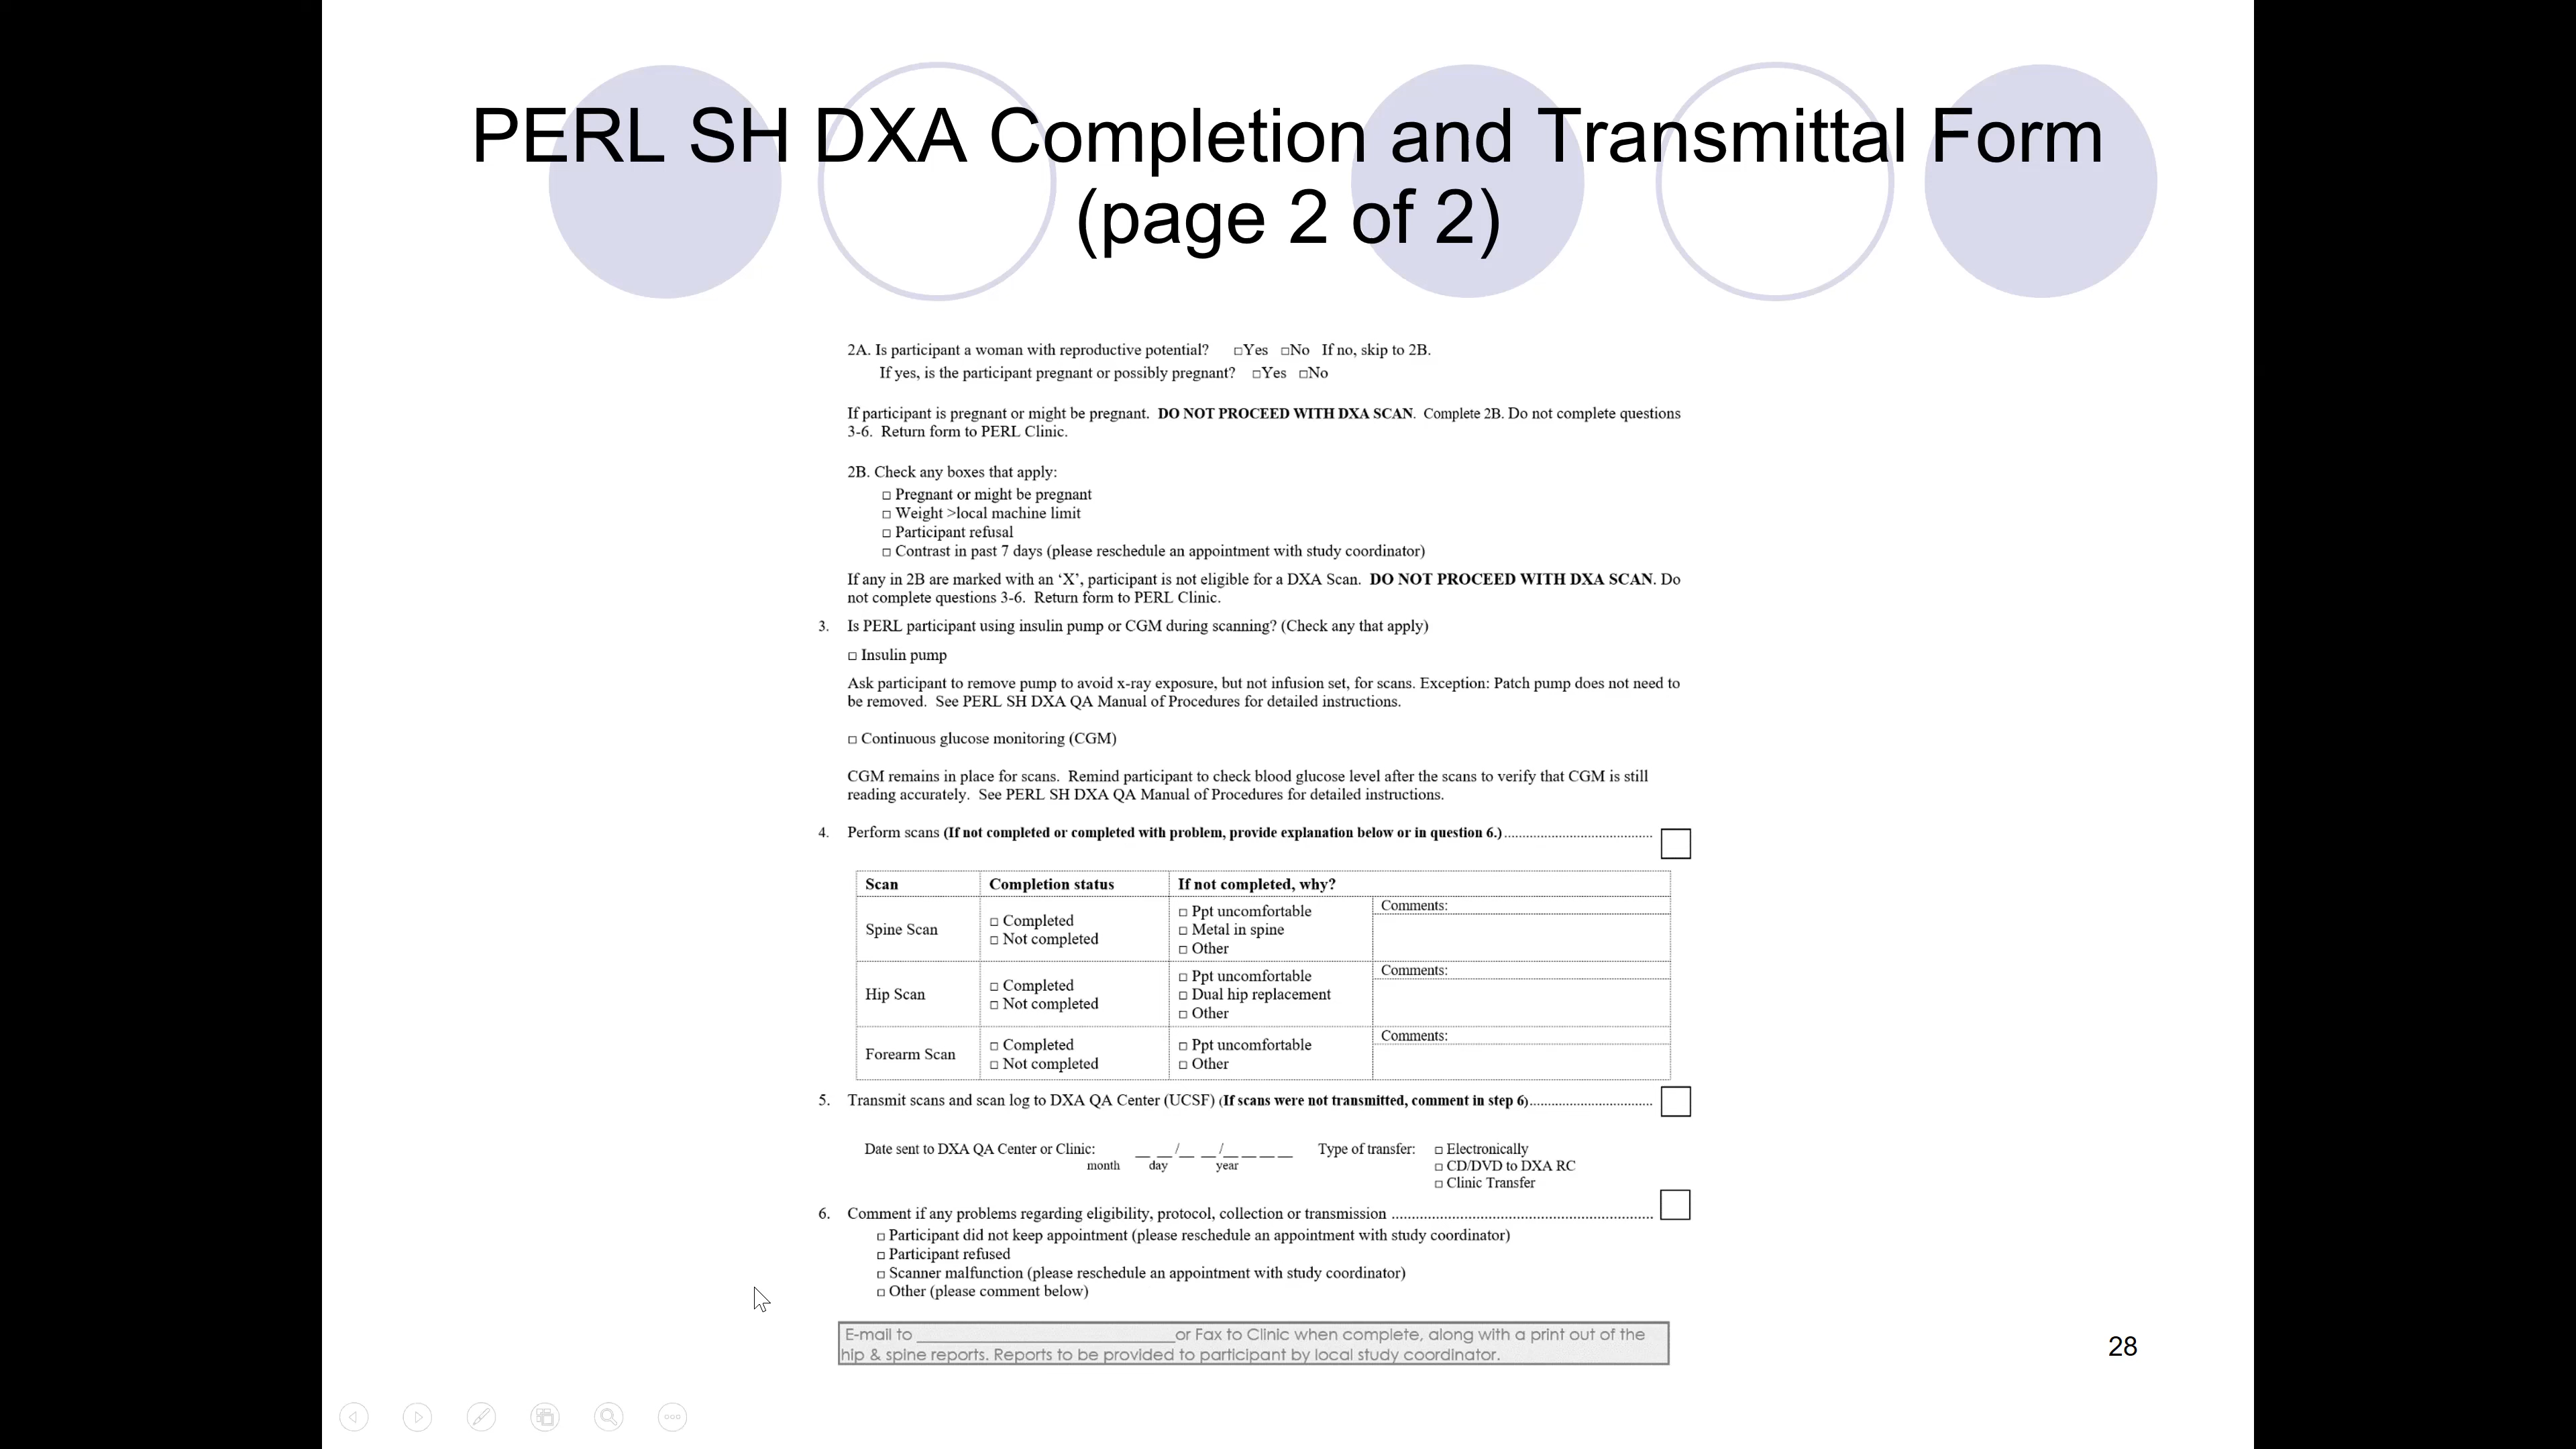 PERL SH DXA Completion and Transmittal Form
(page 2 of 2)
2A. Is participant a woman with reproductive potential? □Yes □No If no, skip to 2B.
If yes, is the participant pregnant or possibly pregnant? □Yes □No
If participant is pregnant or might be pregnant. DO NOT PROCEED WITH DXA SCAN. Complete 2B. Do not complete questions
3-6. Return form to PERL Clinic.
2B. Check any boxes that apply:
□ Pregnant or might be pregnant
□ Weight >local machine limit
□ Participant refusal
□ Contrast in past 7 days (please reschedule an appointment with study coordinator)
If any in 2B are marked with an ‘X’, participant is not eligible for a DXA Scan. DO NOT PROCEED WITH DXA SCAN. Do
not complete questions 3-6. Return form to PERL Clinic.
3. Is PERL participant using insulin pump or CGM during scanning? (Check any that apply)
□ Insulin pump
Ask participant to remove pump to avoid x-ray exposure, but not infusion set, for scans. Exception: Patch pump does not need to
be removed. See PERL SH DXA QA Manual of Procedures for detailed instructions.
□ Continuous glucose monitoring (CGM)
CGM remains in place for scans. Remind participant to check blood glucose level after the scans to verify that CGM is still
reading accurately. See PERL SH DXA QA Manual of Procedures for detailed instructions.
4. Perform scans (If not completed or completed with problem, provide explanation below or in question 6.)........................................
Scan Completion status If not completed, why?
Spine Scan
□ Completed
□ Not completed
□ Ppt uncomfortable
□ Metal in spine
□ Other
Comments:
Hip Scan
□ Completed
□ Not completed
□ Ppt uncomfortable
□ Dual hip replacement
□ Other
Comments:
Forearm Scan
□ Completed
□ Not completed
□ Ppt uncomfortable
□ Other
Comments:
5. Transmit scans and scan log to DXA QA Center (UCSF) (If scans were not transmitted, comment in step 6)..................................
Date sent to DXA QA Center or Clinic: __ __/__ __/__ __ __ __ Type of transfer: □ Electronically
month day year □ CD/DVD to DXA RC
□ Clinic Transfer
6. Comment if any problems regarding eligibility, protocol, collection or transmission ........................................................................
□ Participant did not keep appointment (please reschedule an appointment with study coordinator)
□ Participant refused
□ Scanner malfunction (please reschedule an appointment with study coordinator)
□ Other (please comment below)
E-mail to ______________________________or Fax to Clinic when complete, along with a print out of the
hip & spine reports. Reports to be provided to participant by local study coordinator.
28